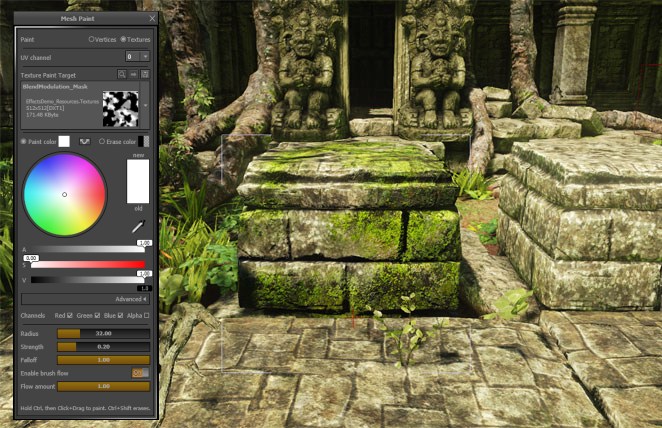 Mesh Paint
Paint Vertices Textures
UV channel 0
Texture Paint Target
BlendModulation_Mask
EffectsDemo_Resources.Textures
512x512[DXT1]
171.48 KByte
Paint color Erase color
new
old
A 1.00
0.00
S
V 1.00
1.0
Advanced
Channels Red Green Blue Alpha
Radius 32.00
Strength 0.20
Falloff 1.00
Enable brush flow
Flow amount 1.00
Hold Ctrl, then Click+Drag to paint. Ctrl+Shift erases.